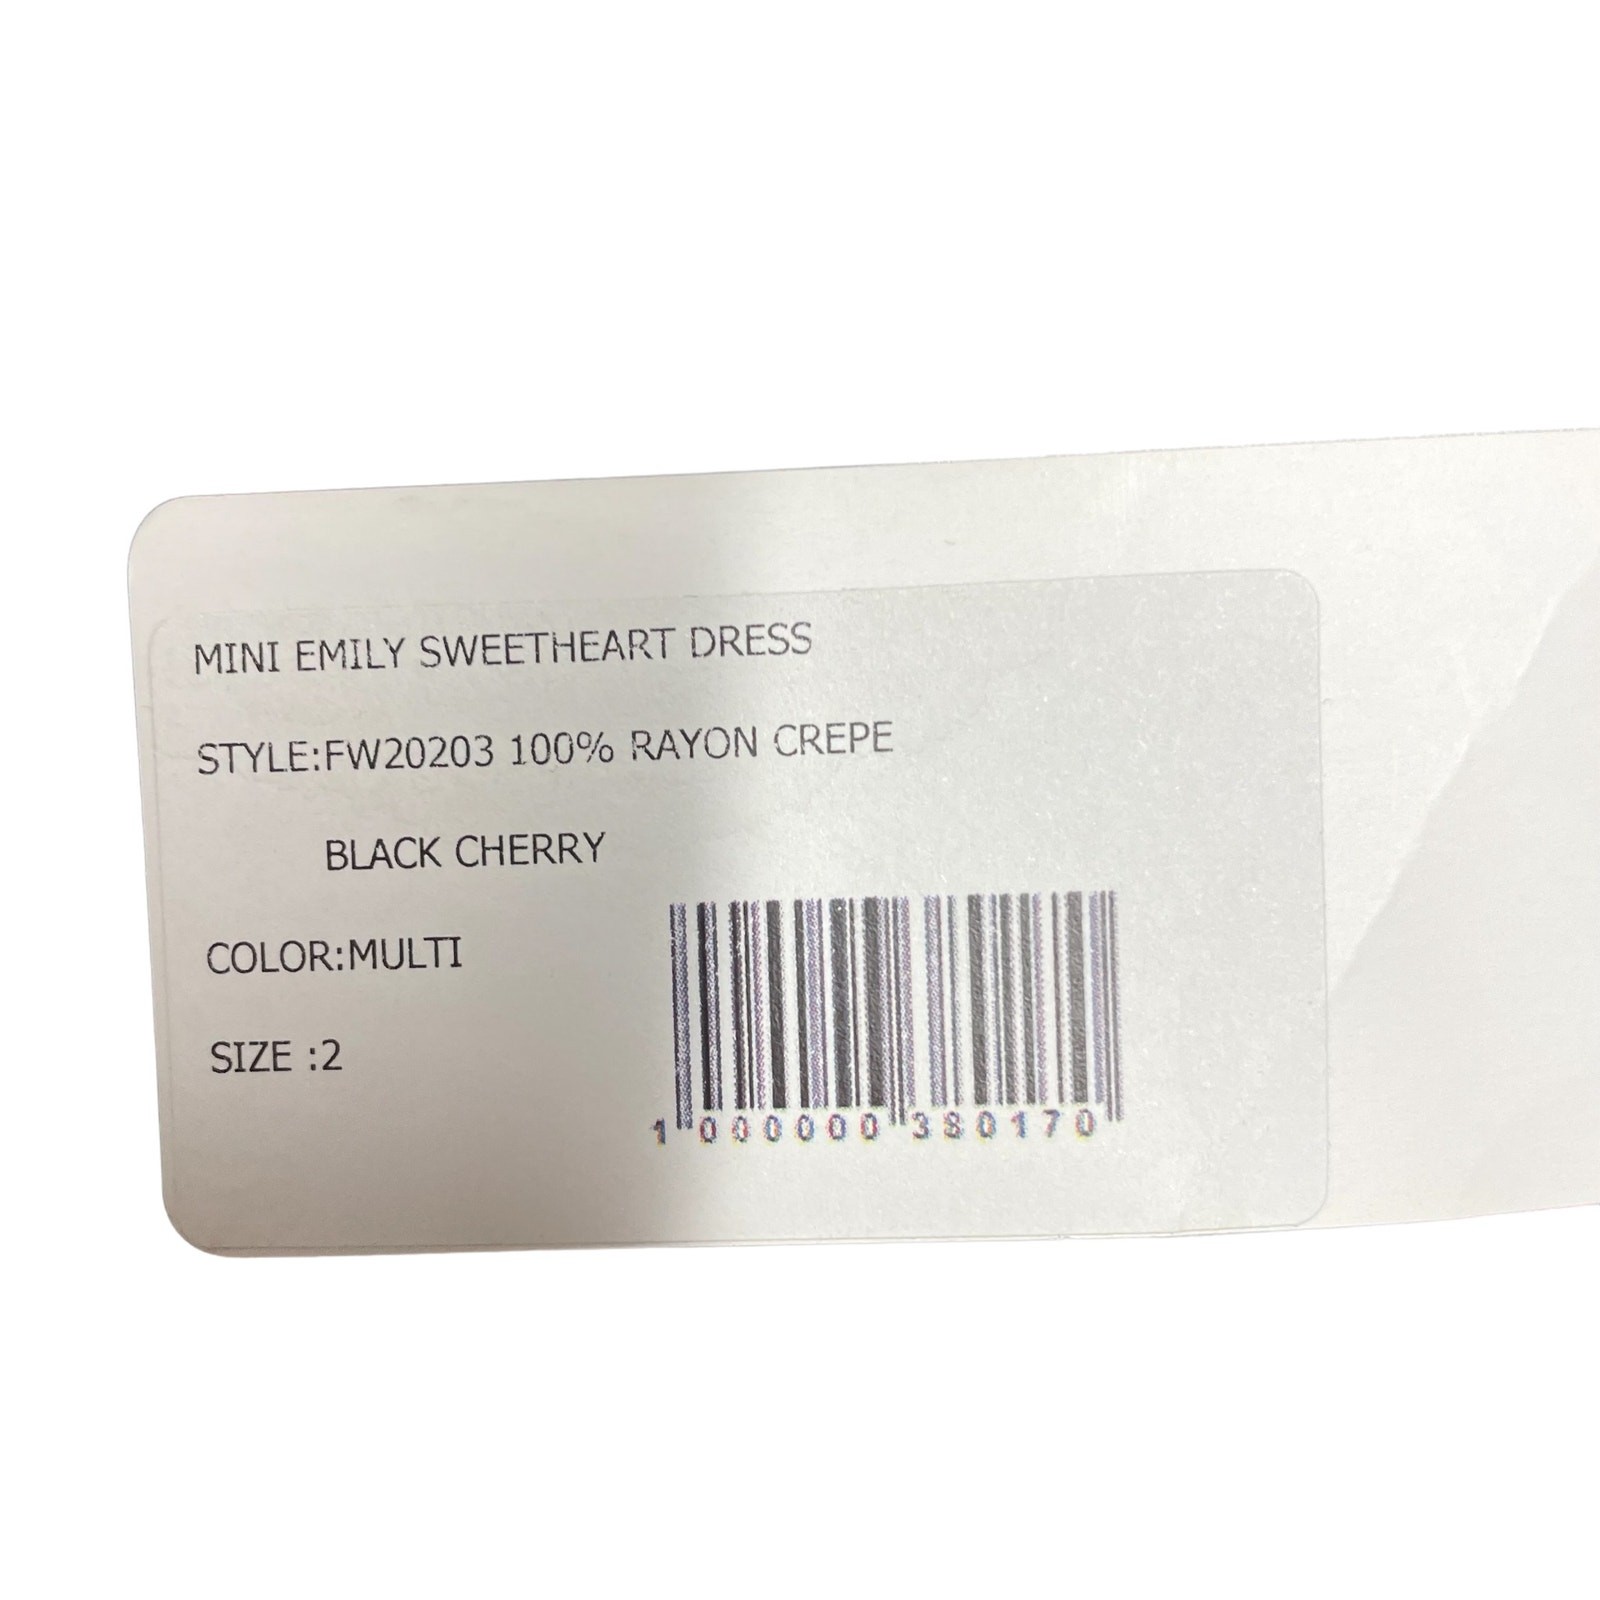 MINI EMILY SWEETHEART DRESS
STYLE:FW20203 100% RAYON CREPE
BLACK CHERRY
COLOR:MULTI
SIZE :2
1 000000 380170